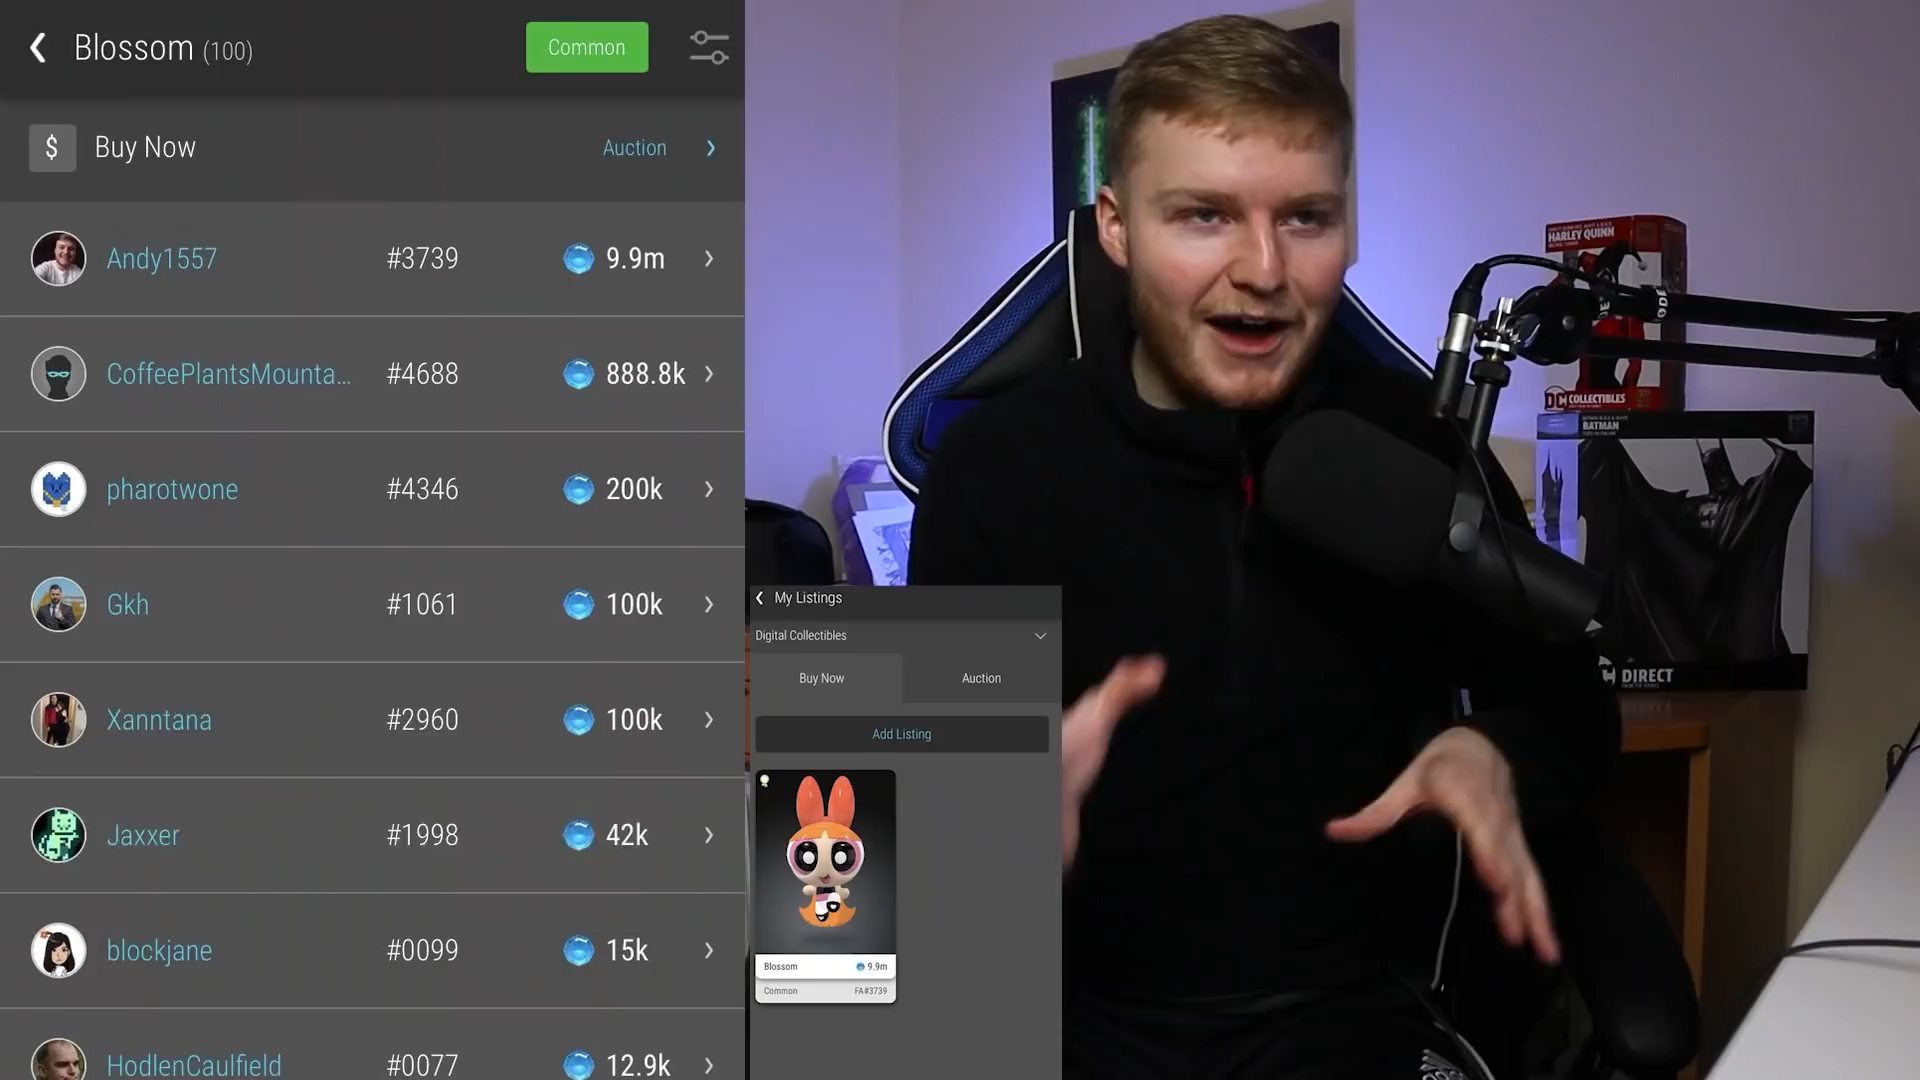 Blossom (100)
Common
$ Buy Now
Auction
Andy1557 #3739 9.9m
CoffeePlantsMounta... #4688 888.8k
pharotwone #4346 200k
Gkh #1061 100k
Xanntana #2960 100k
Jaxxer #1998 42k
blockjane #0099 15k
HodlenCaulfield #0077 12.9k
My Listings
Digital Collectibles
Buy Now
Auction
Add Listing
Blossom 9.9m
Common FA#3739
HARLEY QUINN
DC COLLECTIBLES
BATMAN
DIRECT